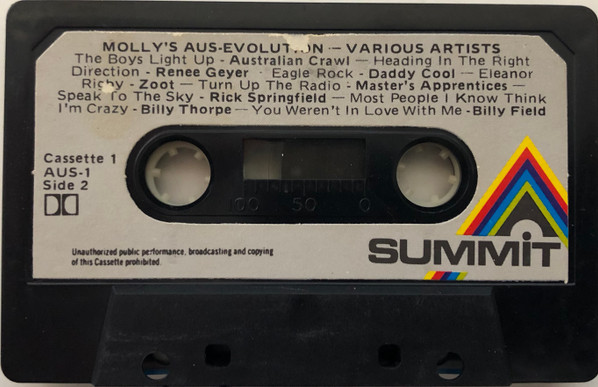 MOLLY'S AUS-EVOLUTION — VARIOUS ARTISTS
The Boys Light Up - Australian Crawl — Heading In The Right
Direction - Renee Geyer - Eagle Rock - Daddy Cool — Eleanor
Rigby - Zoot — Turn Up The Radio - Master's Apprentices —
Speak To The Sky - Rick Springfield — Most People I Know Think
I'm Crazy - Billy Thorpe — You Weren't In Love With Me - Billy Field
Cassette 1
AUS-1
Side 2
100 50 0
Unauthorized public performance, broadcasting and copying
of this Cassette prohibited.
SUMMiT